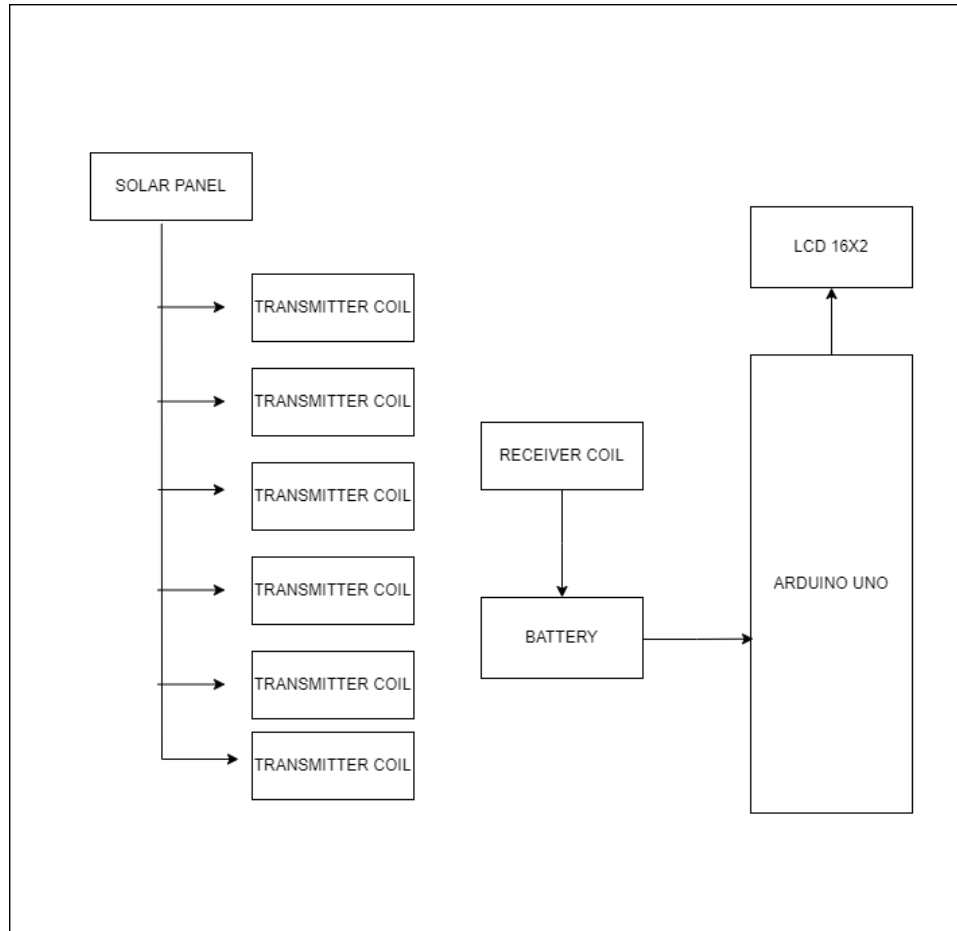 SOLAR PANEL
TRANSMITTER COIL
TRANSMITTER COIL
TRANSMITTER COIL
TRANSMITTER COIL
TRANSMITTER COIL
TRANSMITTER COIL
RECEIVER COIL
BATTERY
LCD 16X2
ARDUINO UNO